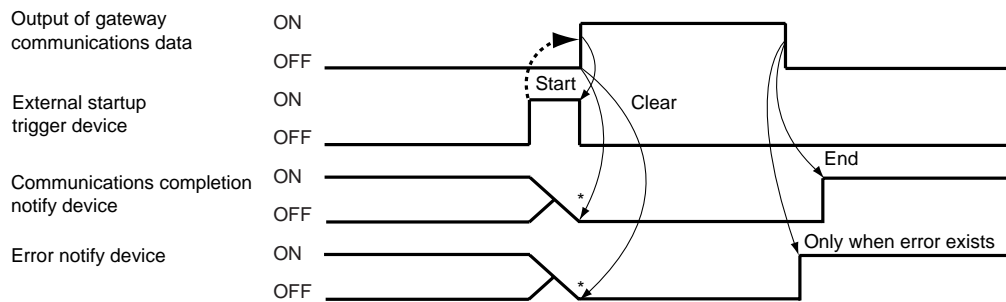 Output of gateway
communications data
ON
OFF
Start
External startup
trigger device
ON
OFF
Clear
End
Communications completion
notify device
ON
OFF
*
Only when error exists
Error notify device
ON
OFF
*